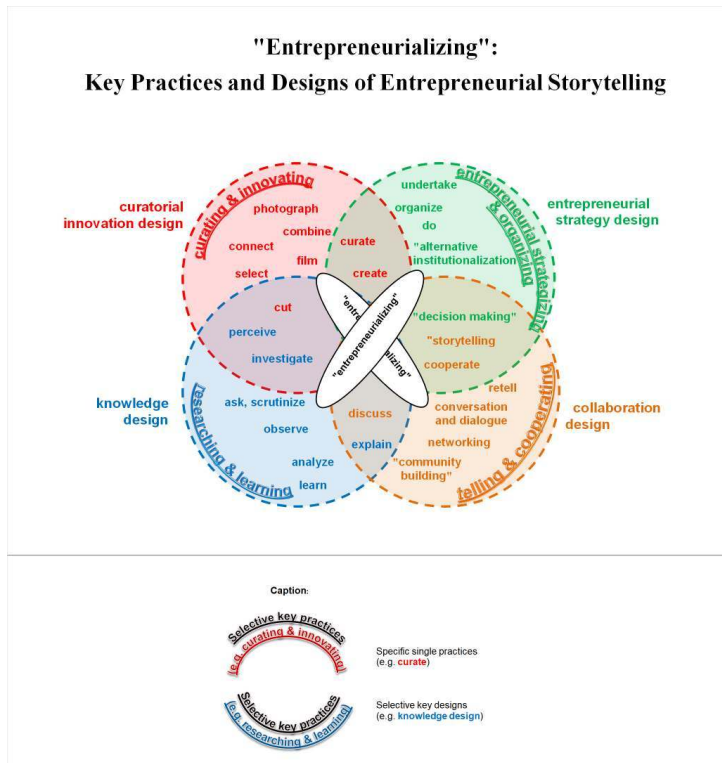 "Entrepreneurializing":
Key Practices and Designs of Entrepreneurial Storytelling
curatorial
innovation design
curating & innovating
photograph
combine
connect
film
select
curate
create
undertake
organize
do
"alternative
institutionalization"
entrepreneurial strategizing
& organizing
entrepreneurial
strategy design
cut
perceive
investigate
"entrepreneurializing"
"entrepreneurializing"
"decision making"
"storytelling
cooperate
knowledge
design
ask, scrutinize
observe
analyze
learn
researching & learning
discuss
explain
retell
conversation
and dialogue
networking
"community
building"
telling & cooperating
collaboration
design
Caption:
Selective key practices
(e.g. curating & innovating)
Specific single practices
(e.g. curate)
Selective key practices
(e.g. researching & learning)
Selective key designs
(e.g. knowledge design)